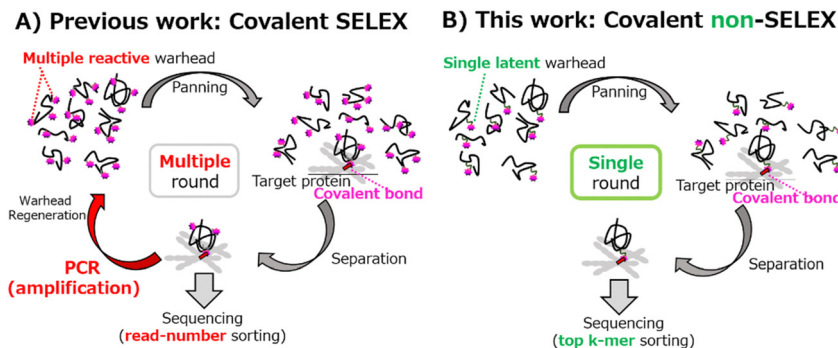 A) Previous work: Covalent SELEX
Multiple reactive warhead
Panning
Multiple
round
Target protein
Covalent bond
Warhead
Regeneration
PCR
(amplification)
Separation
Sequencing
(read-number sorting)
B) This work: Covalent non-SELEX
Single latent warhead
Panning
Single
round
Target protein
Covalent bond
Separation
Sequencing
(top k-mer sorting)